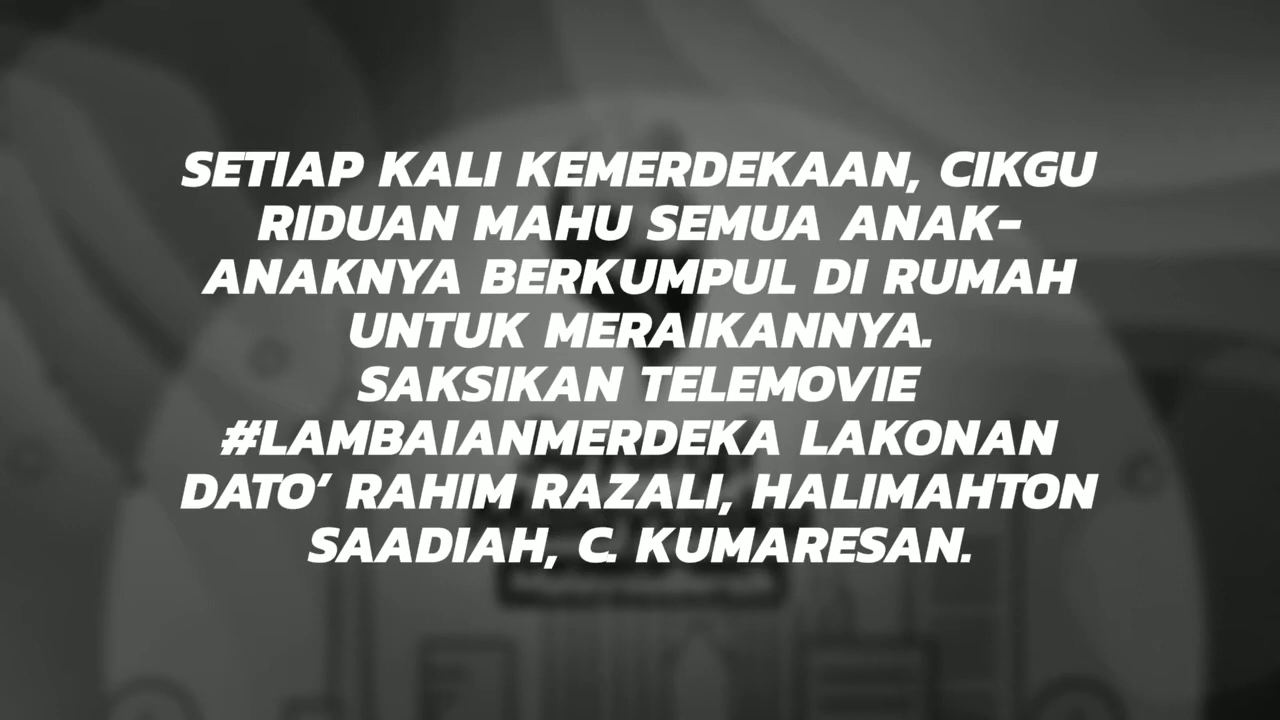 SETIAP KALI KEMERDEKAAN, CIKGU
RIDUAN MAHU SEMUA ANAK-
ANAKNYA BERKUMPUL DI RUMAH
UNTUK MERAIKANNYA.
SAKSIKAN TELEMOVIE
#LAMBAIANMERDEKA LAKONAN
DATO’ RAHIM RAZALI, HALIMAHTON
SAADIAH, C. KUMARESAN.